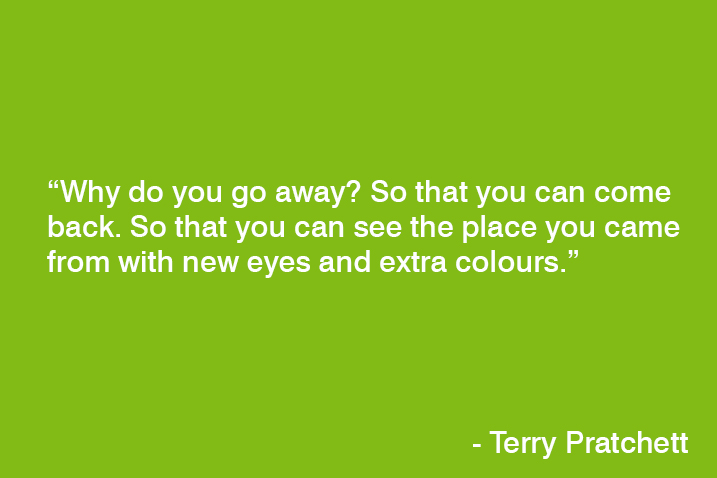 “Why do you go away? So that you can come
back. So that you can see the place you came
from with new eyes and extra colours.”
- Terry Pratchett